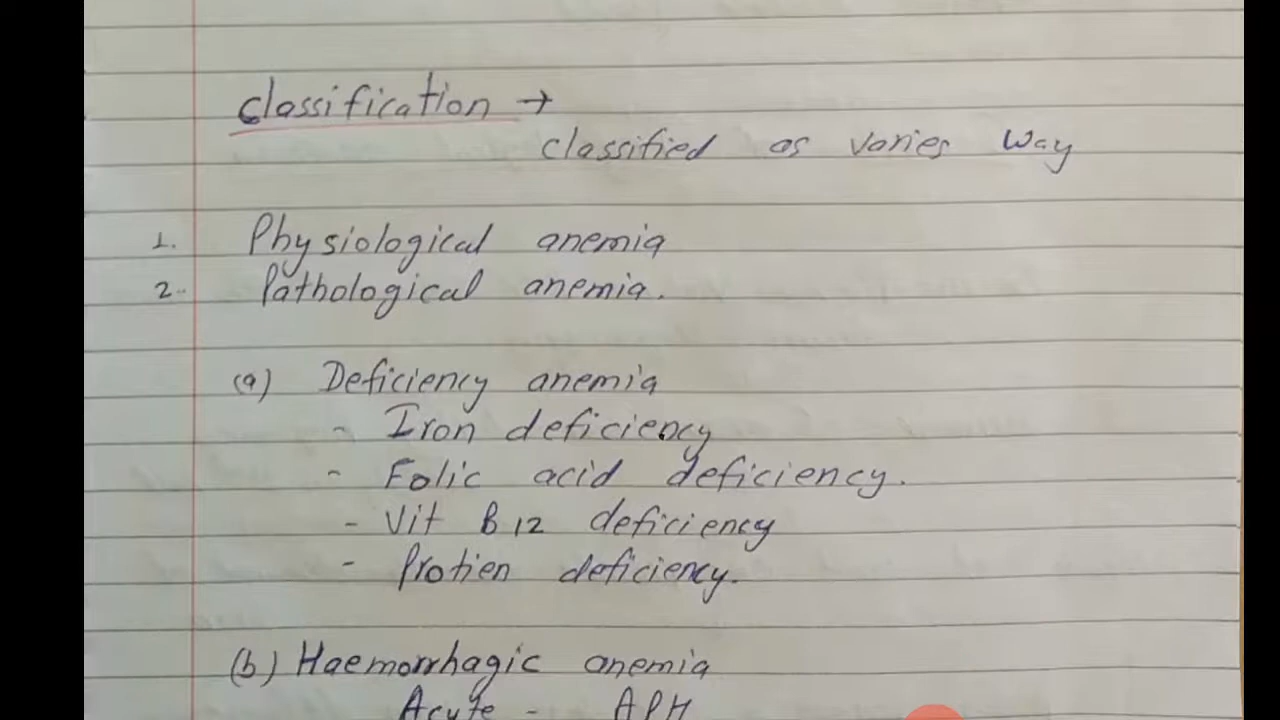 classification →
classified as varies way
1. Physiological anemia
2. Pathological anemia.
(a) Deficiency anemia
- Iron deficiency
- Folic acid deficiency.
- Vit B12 deficiency
- Protien deficiency.
(b) Haemorrhagic anemia
Acute - APH